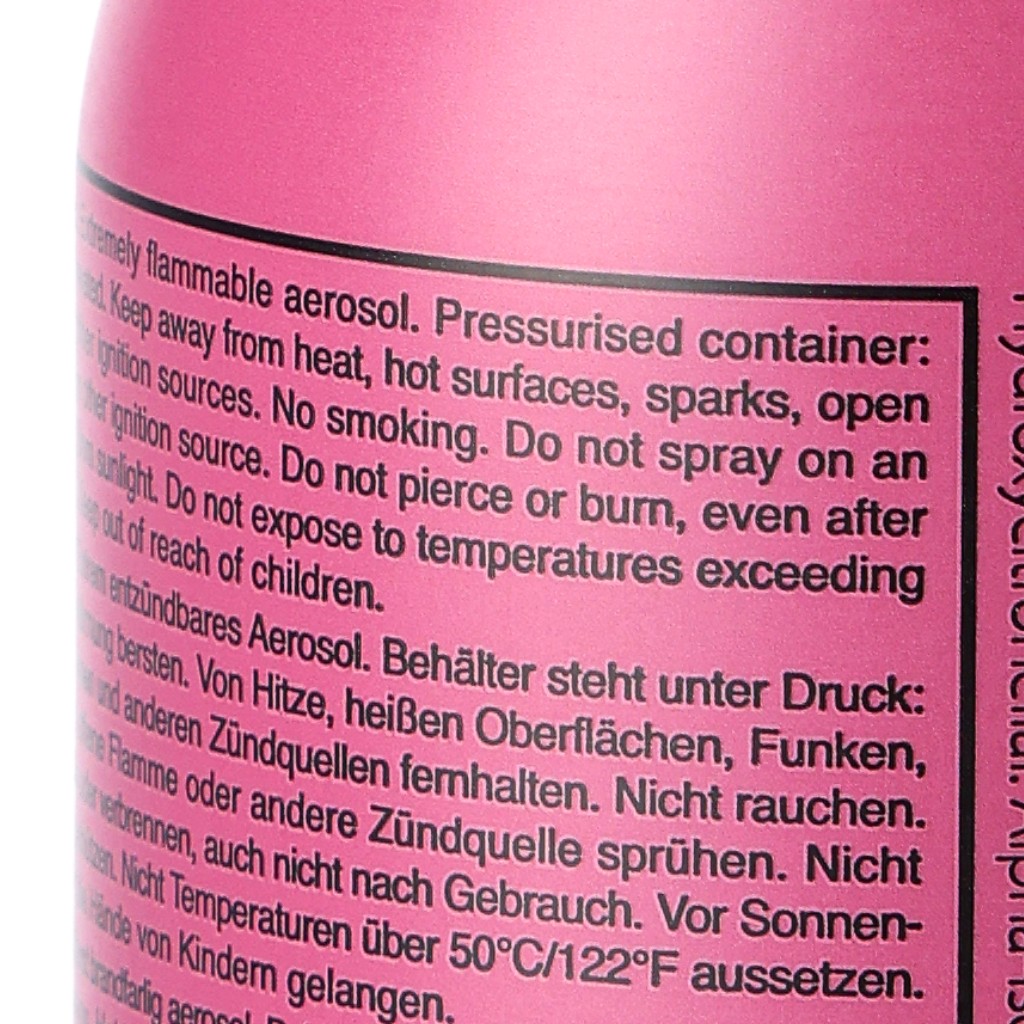 Extremely flammable aerosol. Pressurised container:
Keep away from heat, hot surfaces, sparks, open
ignition sources. No smoking. Do not spray on an
other ignition source. Do not pierce or burn, even after
sunlight. Do not expose to temperatures exceeding
out of reach of children.
entzündbares Aerosol. Behälter steht unter Druck:
bersten. Von Hitze, heißen Oberflächen, Funken,
und anderen Zündquellen fernhalten. Nicht rauchen.
Flamme oder andere Zündquelle sprühen. Nicht
verbrennen, auch nicht nach Gebrauch. Vor Sonnen-
Nicht Temperaturen über 50°C/122°F aussetzen.
Hände von Kindern gelangen.
brandfarlig aerosol.